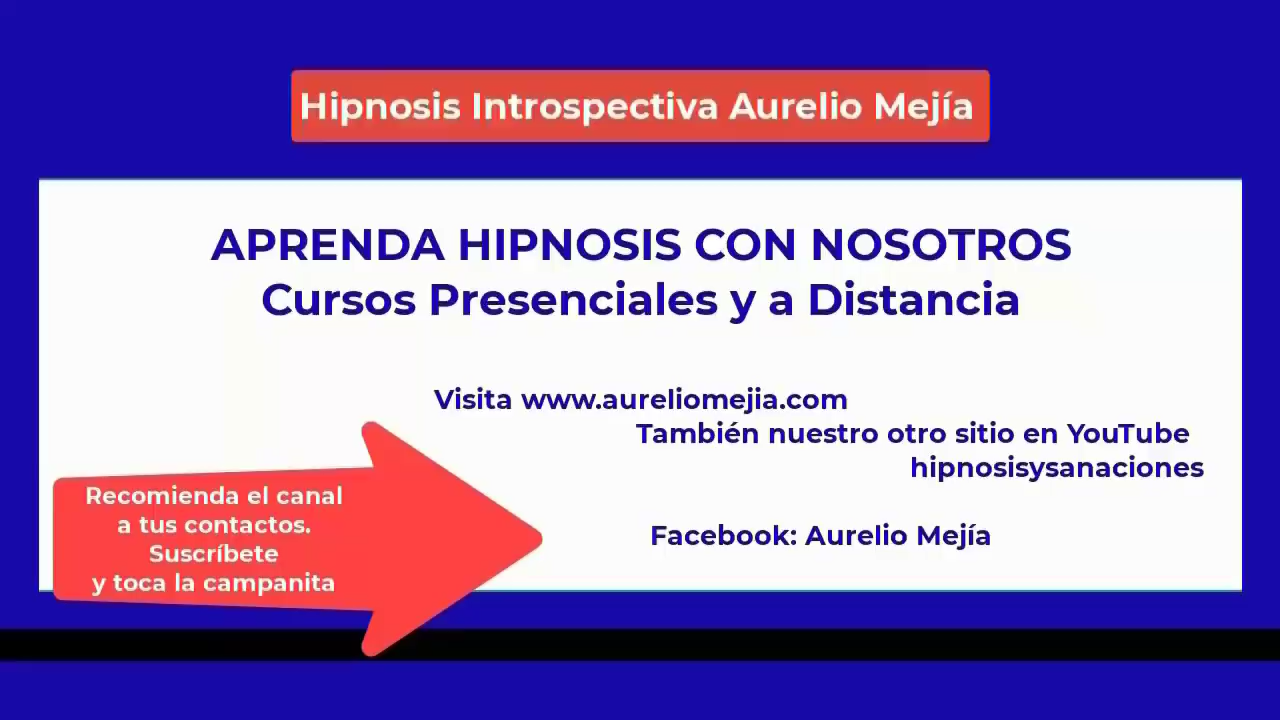 Hipnosis Introspectiva Aurelio Mejía
APRENDA HIPNOSIS CON NOSOTROS
Cursos Presenciales y a Distancia
Visita www.aureliomejia.com
También nuestro otro sitio en YouTube
hipnosisysanaciones
Facebook: Aurelio Mejía
Recomienda el canal
a tus contactos.
Suscríbete
y toca la campanita